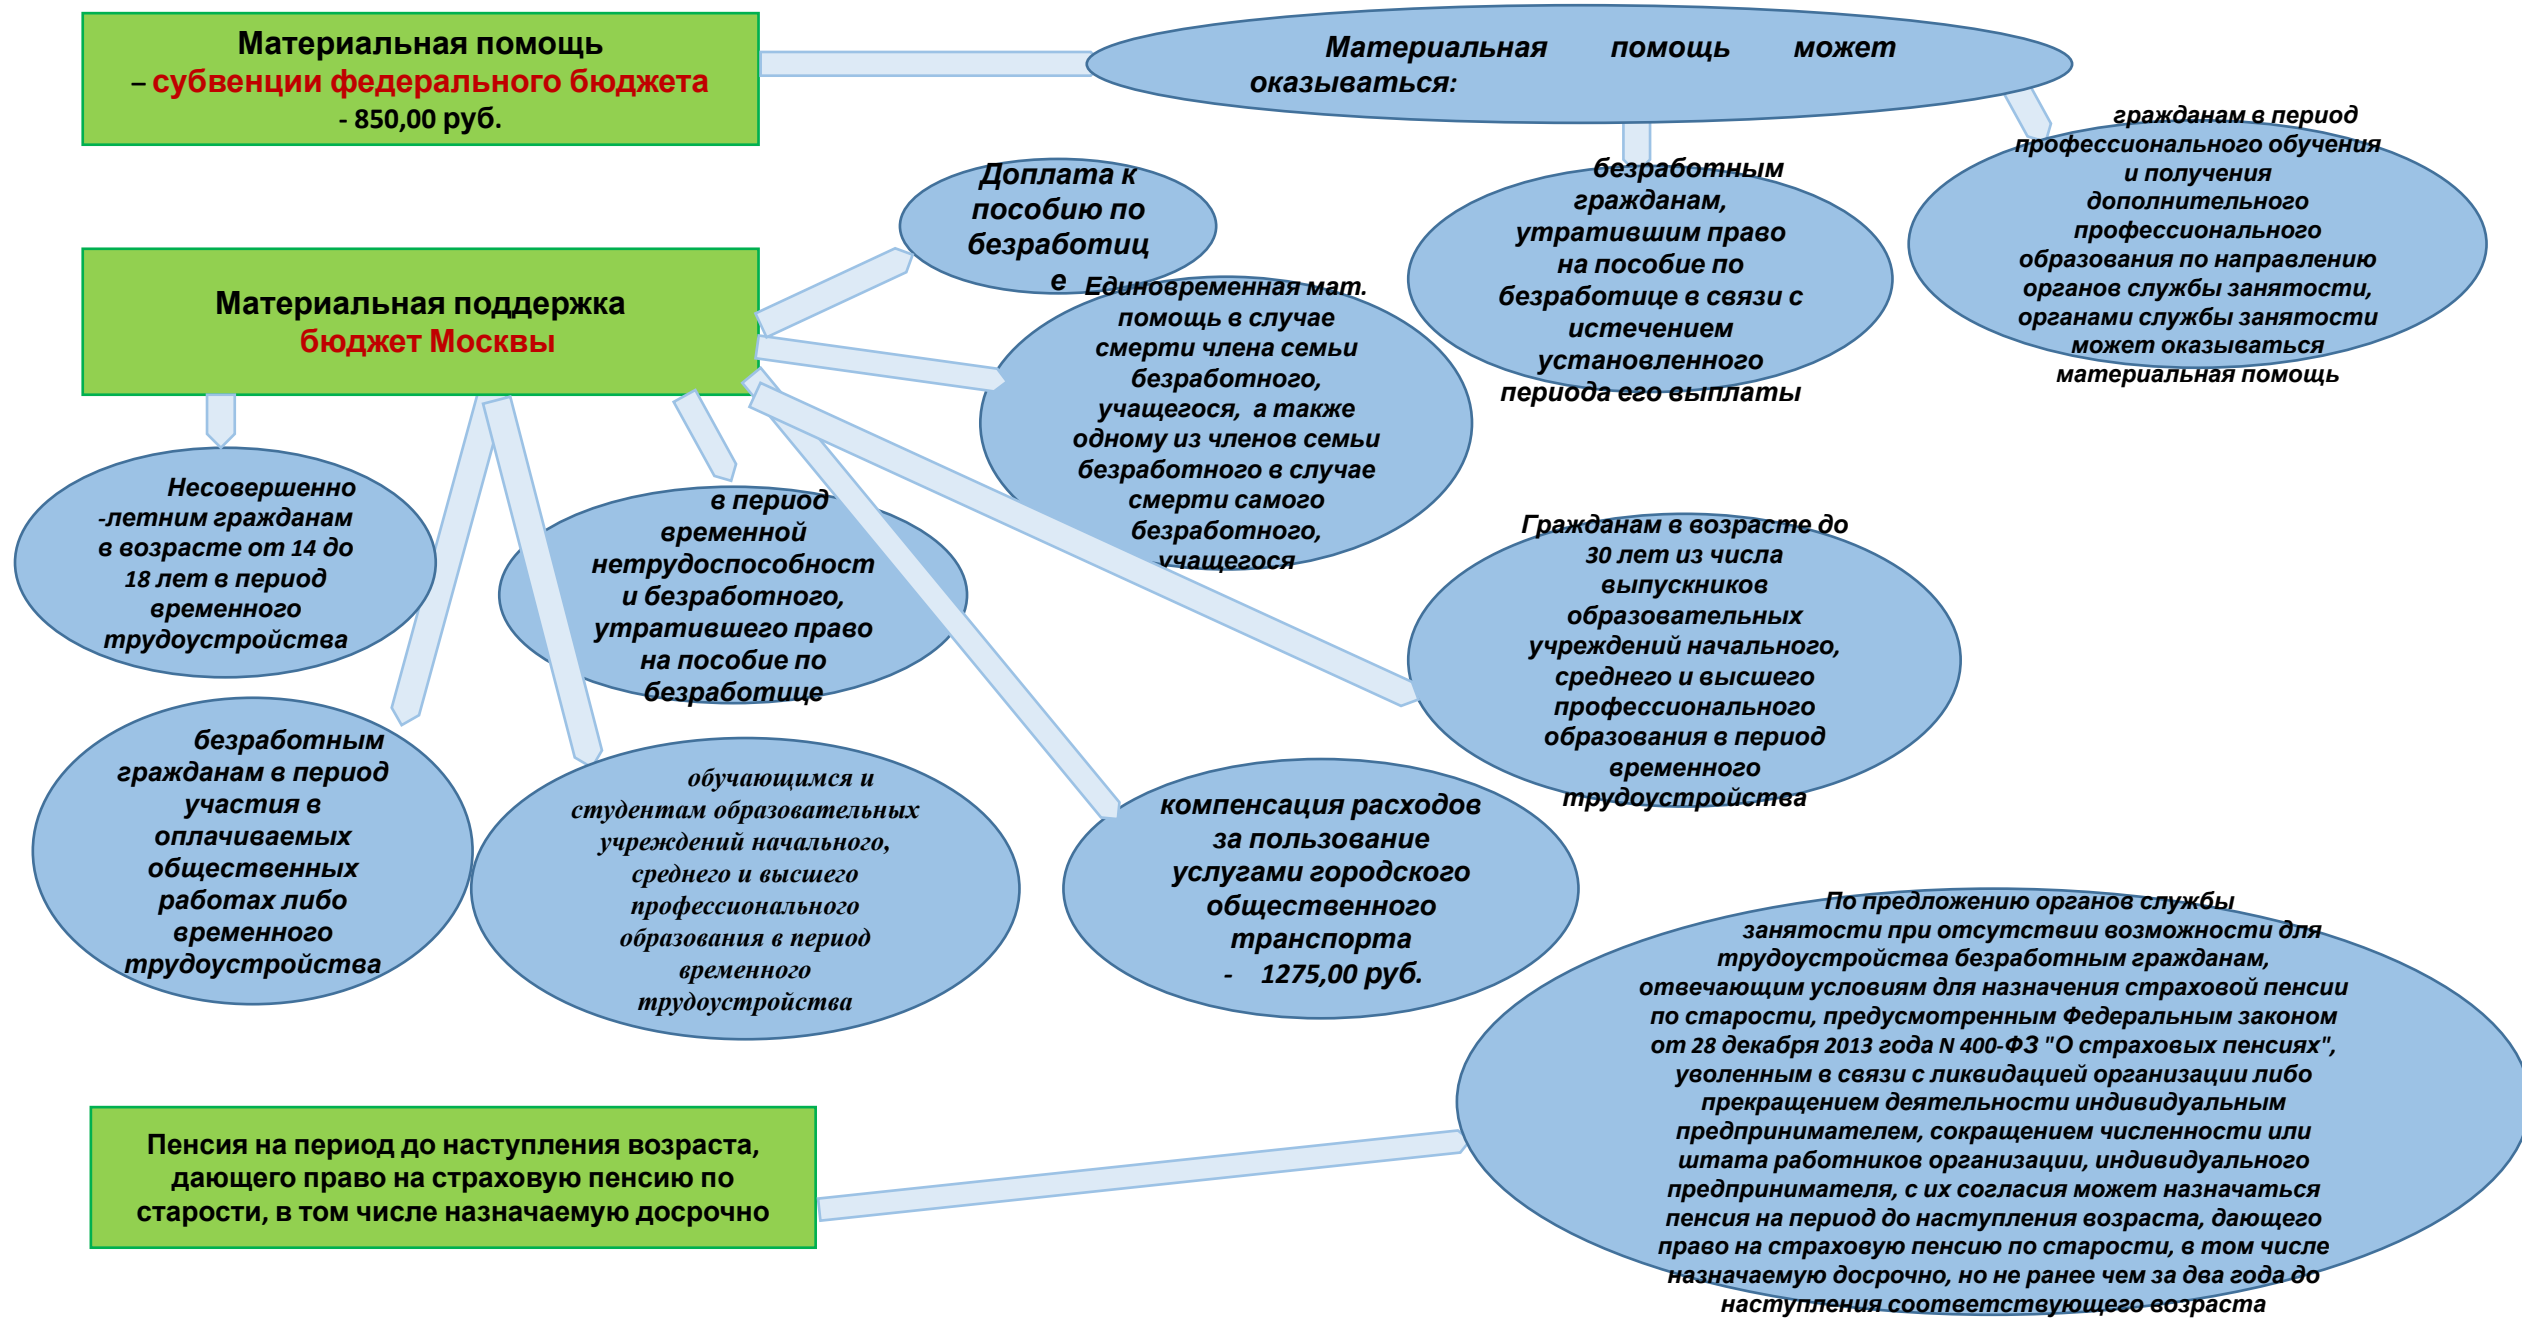 Материальная помощь
– субвенции федерального бюджета
- 850,00 руб.
Материальная помощь может
оказываться:
гражданам в период
профессионального обучения
и получения
дополнительного
профессионального
образования по направлению
органов службы занятости,
органами службы занятости
может оказываться
материальная помощь
безработным
гражданам,
утратившим право
на пособие по
безработице в связи с
истечением
установленного
периода его выплаты
Доплата к
пособию по
безработиц
е
Материальная поддержка
бюджет Москвы
Единовременная мат.
помощь в случае
смерти члена семьи
безработного,
учащегося, а также
одному из членов семьи
безработного в случае
смерти самого
безработного,
учащегося
Несовершенно
-летним гражданам
в возрасте от 14 до
18 лет в период
временного
трудоустройства
в период
временной
нетрудоспособност
и безработного,
утратившего право
на пособие по
безработице
Гражданам в возрасте до
30 лет из числа
выпускников
образовательных
учреждений начального,
среднего и высшего
профессионального
образования в период
временного
трудоустройства
безработным
гражданам в период
участия в
оплачиваемых
общественных
работах либо
временного
трудоустройства
обучающимся и
студентам образовательных
учреждений начального,
среднего и высшего
профессионального
образования в период
временного
трудоустройства
компенсация расходов
за пользование
услугами городского
общественного
транспорта
- 1275,00 руб.
Пенсия на период до наступления возраста,
дающего право на страховую пенсию по
старости, в том числе назначаемую досрочно
По предложению органов службы
занятости при отсутствии возможности для
трудоустройства безработным гражданам,
отвечающим условиям для назначения страховой пенсии
по старости, предусмотренным Федеральным законом
от 28 декабря 2013 года N 400-ФЗ "О страховых пенсиях",
уволенным в связи с ликвидацией организации либо
прекращением деятельности индивидуальным
предпринимателем, сокращением численности или
штата работников организации, индивидуального
предпринимателя, с их согласия может назначаться
пенсия на период до наступления возраста, дающего
право на страховую пенсию по старости, в том числе
назначаемую досрочно, но не ранее чем за два года до
наступления соответствующего возраста